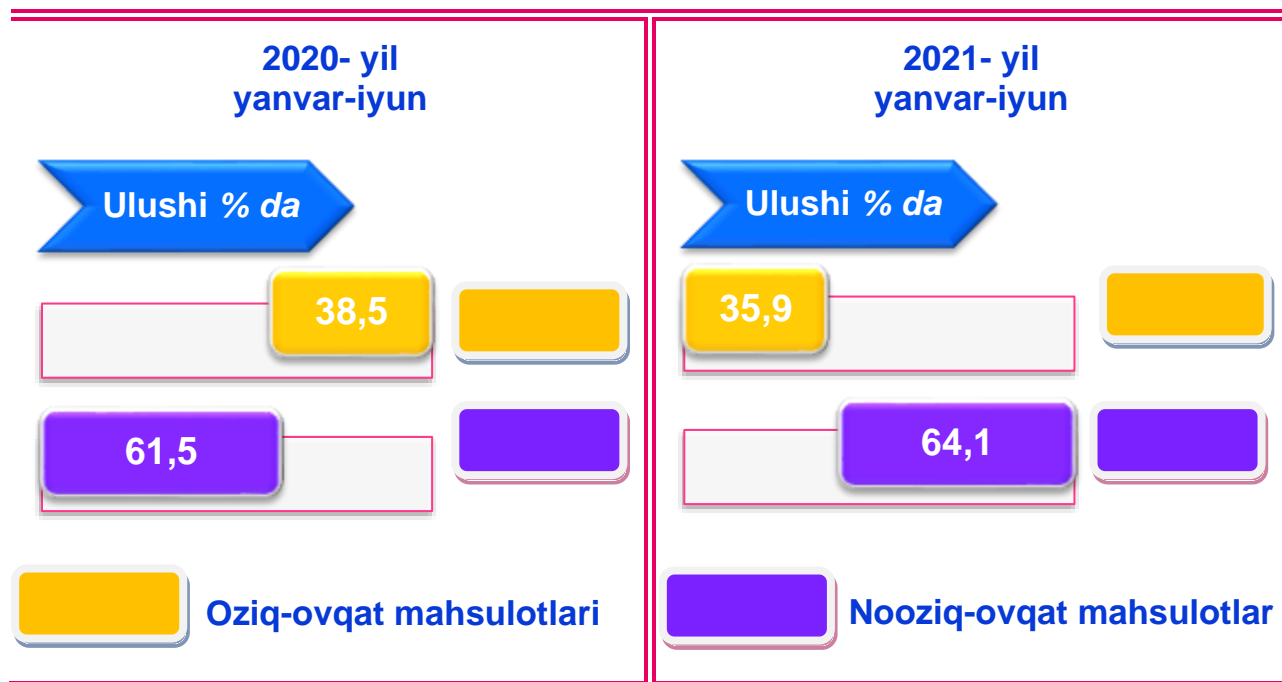 2020- yil
yanvar-iyun
Ulushi % da
38,5
61,5
Oziq-ovqat mahsulotlari
2021- yil
yanvar-iyun
Ulushi % da
35,9
64,1
Nooziq-ovqat mahsulotlar